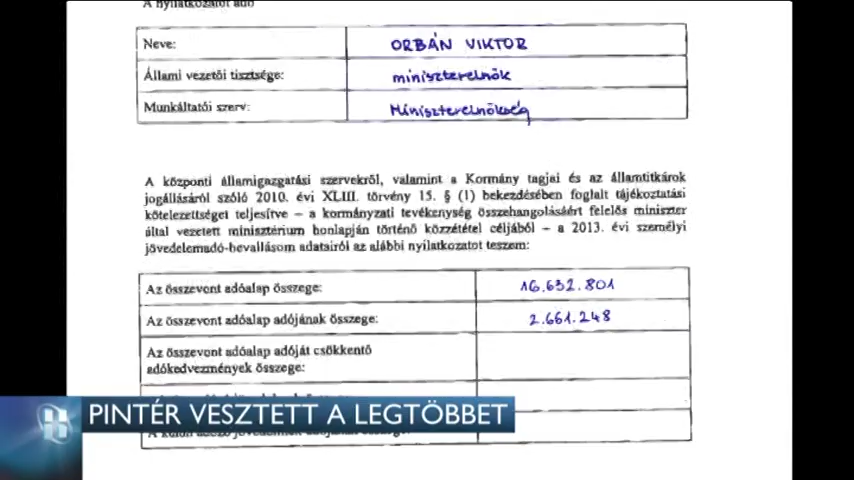 A nyilatkozatot adó
Neve: ORBÁN VIKTOR
Állami vezetői tisztsége: miniszterelnök
Munkáltatói szerv: Miniszterelnökség
A központi államigazgatási szervekről, valamint a Kormány tagjai és az államtitkárok
jogállásáról szóló 2010. évi XLIII. törvény 15. § (1) bekezdésében foglalt tájékoztatási
kötelezettséget teljesítve – a kormányzati tevékenység összehangolásáért felelős miniszter
által vezetett minisztérium honlapján történő közzététel céljából – a 2013. évi személyi
jövedelemadó-bevallásom adatairól az alábbi nyilatkozatot teszem:
Az összevont adóalap összege: 16.632.801
Az összevont adóalap adójának összege: 2.661.248
Az összevont adóalap adóját csökkentő
adókedvezmények összege:
PINTÉR VESZTETT A LEGTÖBBET